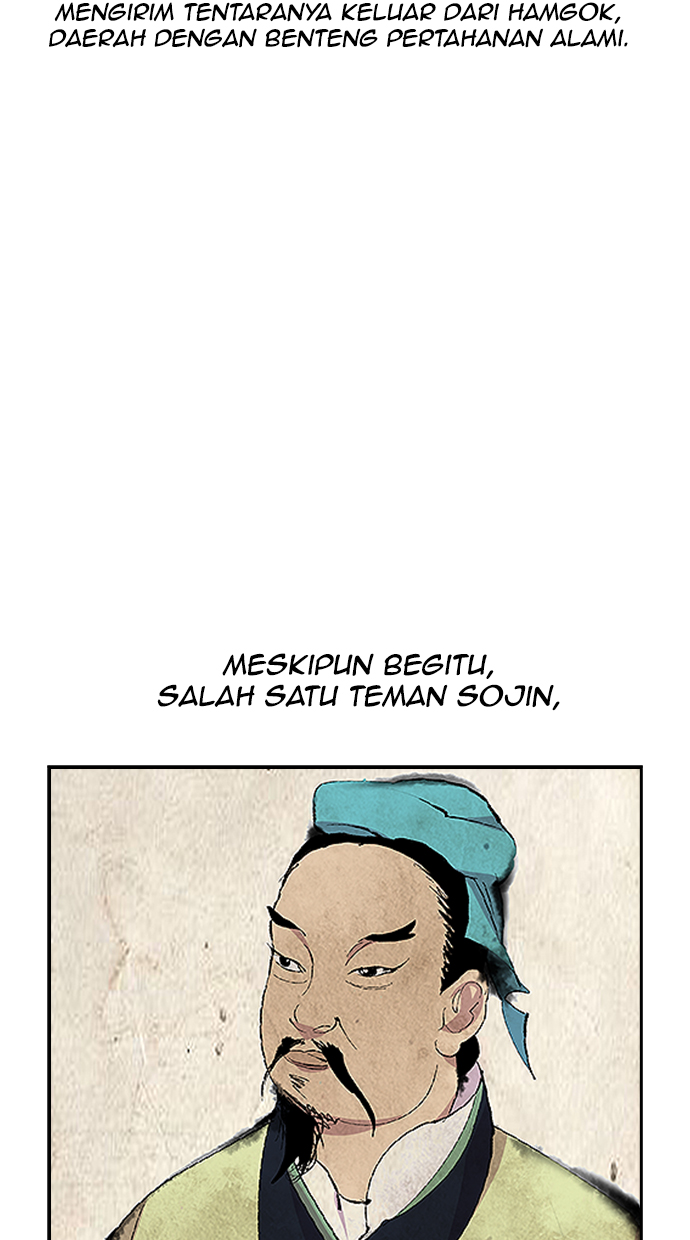 MENGIRIM TENTARANYA KELUAR DARI HAMGOK,
DAERAH DENGAN BENTENG PERTAHANAN ALAMI.
MESKIPUN BEGITU,
SALAH SATU TEMAN SOJIN,